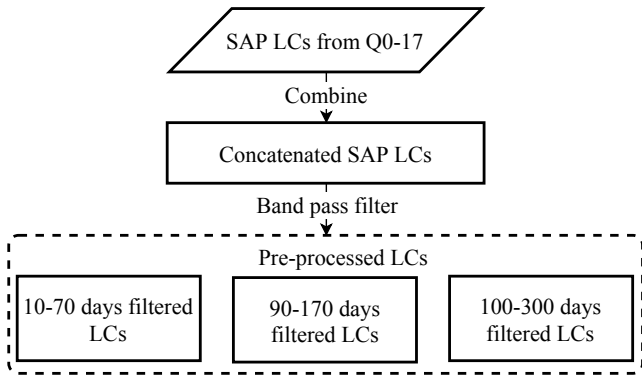 SAP LCs from Q0-17
Combine
Concatenated SAP LCs
Band pass filter
Pre-processed LCs
10-70 days filtered
LCs
90-170 days
filtered LCs
100-300 days
filtered LCs